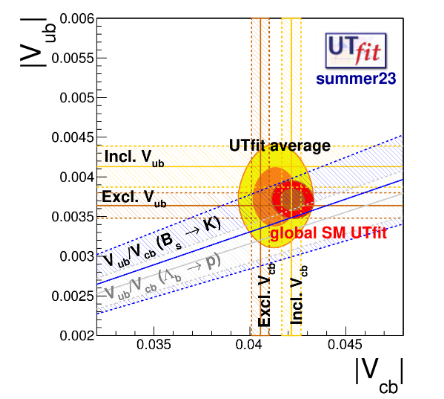 |V_ub|
0.006
0.0055
0.005
0.0045
0.004
0.0035
0.003
0.0025
0.002
UTfit
summer23
UTfit average
Incl. V_ub
Excl. V_ub
global SM UTfit
V_ub/V_cb(B_s → K)
V_ub/V_cb(Λ_b → p)
Excl. V_cb
Incl. V_cb
0.035
0.04
0.045
|V_cb|